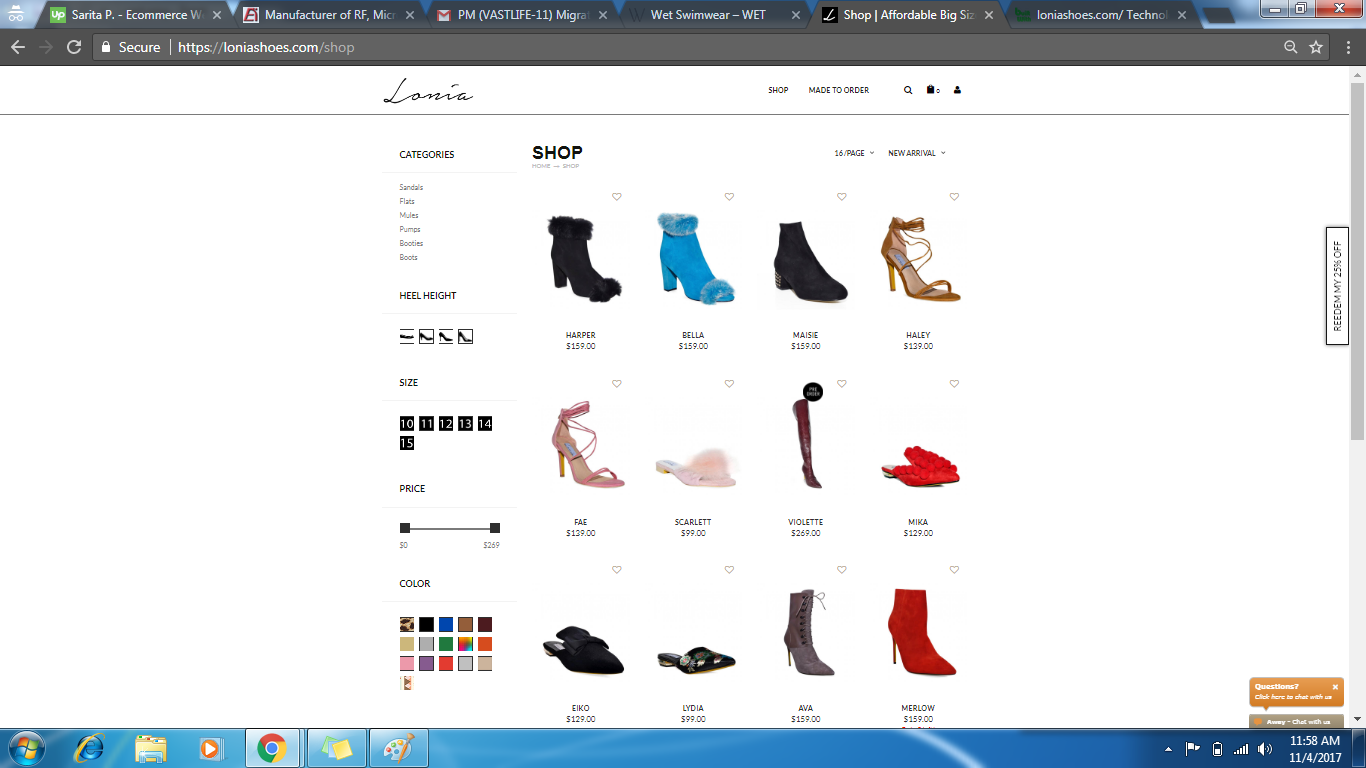 Sarita P. - Ecommerce W
Manufacturer of RF, Micr
PM (VASTLIFE-11) Migrat
Wet Swimwear – WET
Shop | Affordable Big Siz
loniashoes.com/ Technol
Secure
https://loniashoes.com/shop
Lonia
SHOP
MADE TO ORDER
0
CATEGORIES
Sandals
Flats
Mules
Pumps
Booties
Boots
HEEL HEIGHT
SIZE
10 11 12 13 14
15
PRICE
$0 $269
COLOR
SHOP
HOME — SHOP
16 /PAGE
NEW ARRIVAL
HARPER
$159.00
BELLA
$159.00
MAISIE
$159.00
HALEY
$139.00
FAE
$139.00
SCARLETT
$99.00
PRE
ORDER
VIOLETTE
$269.00
MIKA
$129.00
EIKO
$129.00
LYDIA
$99.00
AVA
$159.00
MERLOW
$159.00
REEDEM MY 25% OFF
Questions?
Click here to chat with us
Away - Chat with us
11:58 AM
11/4/2017